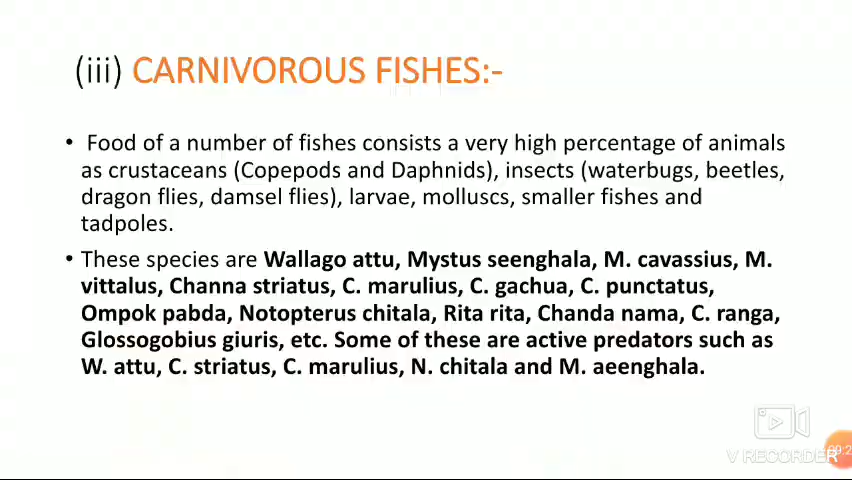 (iii) CARNIVOROUS FISHES:-
• Food of a number of fishes consists a very high percentage of animals
as crustaceans (Copepods and Daphnids), insects (waterbugs, beetles,
dragon flies, damsel flies), larvae, molluscs, smaller fishes and
tadpoles.
• These species are Wallago attu, Mystus seenghala, M. cavassius, M.
vittalus, Channa striatus, C. marulius, C. gachua, C. punctatus,
Ompok pabda, Notopterus chitala, Rita rita, Chanda nama, C. ranga,
Glossogobius giuris, etc. Some of these are active predators such as
W. attu, C. striatus, C. marulius, N. chitala and M. aeenghala.
V RECORDER